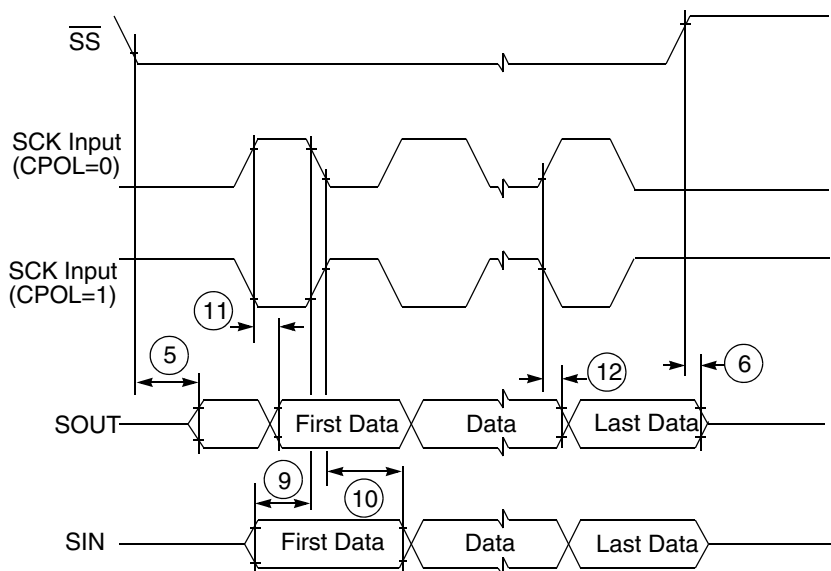 SS
SCK Input
(CPOL=0)
SCK Input
(CPOL=1)
11
5
12
6
SOUT
First Data
Data
Last Data
9
10
SIN
First Data
Data
Last Data